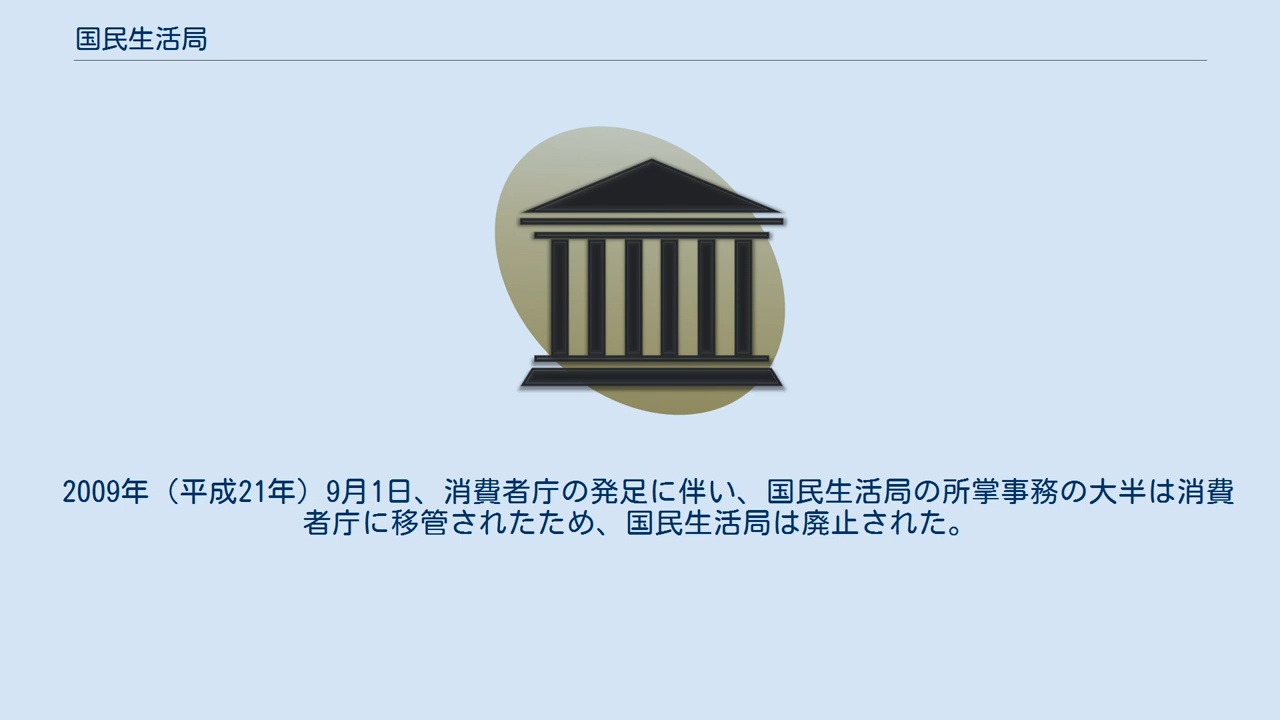 国民生活局
2009年（平成21年）9月1日、消費者庁の発足に伴い、国民生活局の所掌事務の大半は消費
者庁に移管されたため、国民生活局は廃止された。